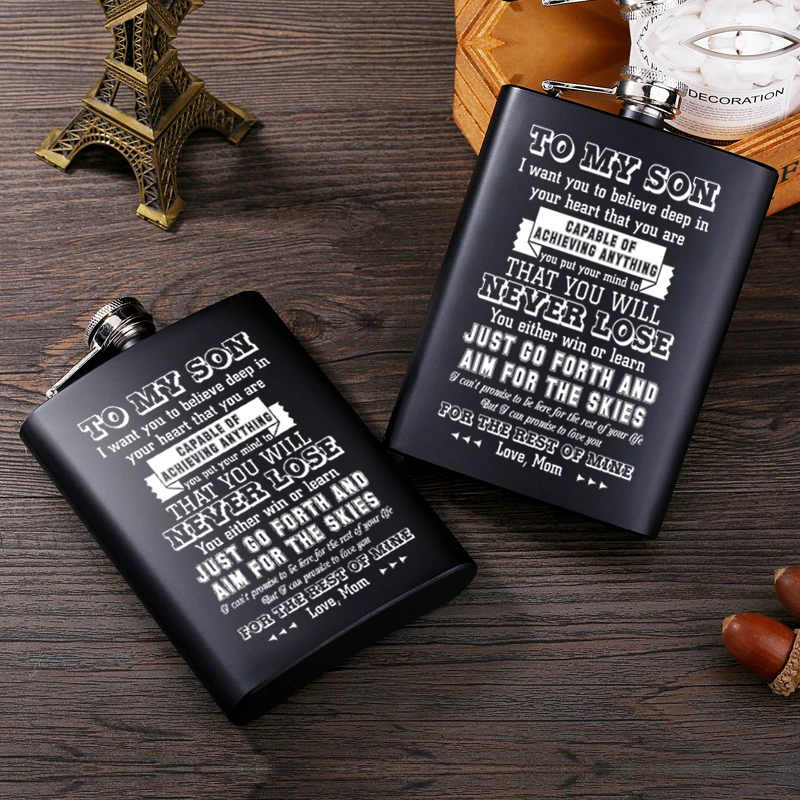 TO MY SON
I want you to believe deep in
your heart that you are
CAPABLE OF
ACHIEVING ANYTHING
you put your mind to
THAT YOU WILL
NEVER LOSE
You either win or learn
JUST GO FORTH AND
AIM FOR THE SKIES
I can't promise to be here for the rest of your life
But I can promise to love you
FOR THE REST OF MINE
Love, Mom
TO MY SON
I want you to believe deep in
your heart that you are
CAPABLE OF
ACHIEVING ANYTHING
you put your mind to
THAT YOU WILL
NEVER LOSE
You either win or learn
JUST GO FORTH AND
AIM FOR THE SKIES
I can't promise to be here for the rest of your life
But I can promise to love you
FOR THE REST OF MINE
Love, Mom
DECORATION